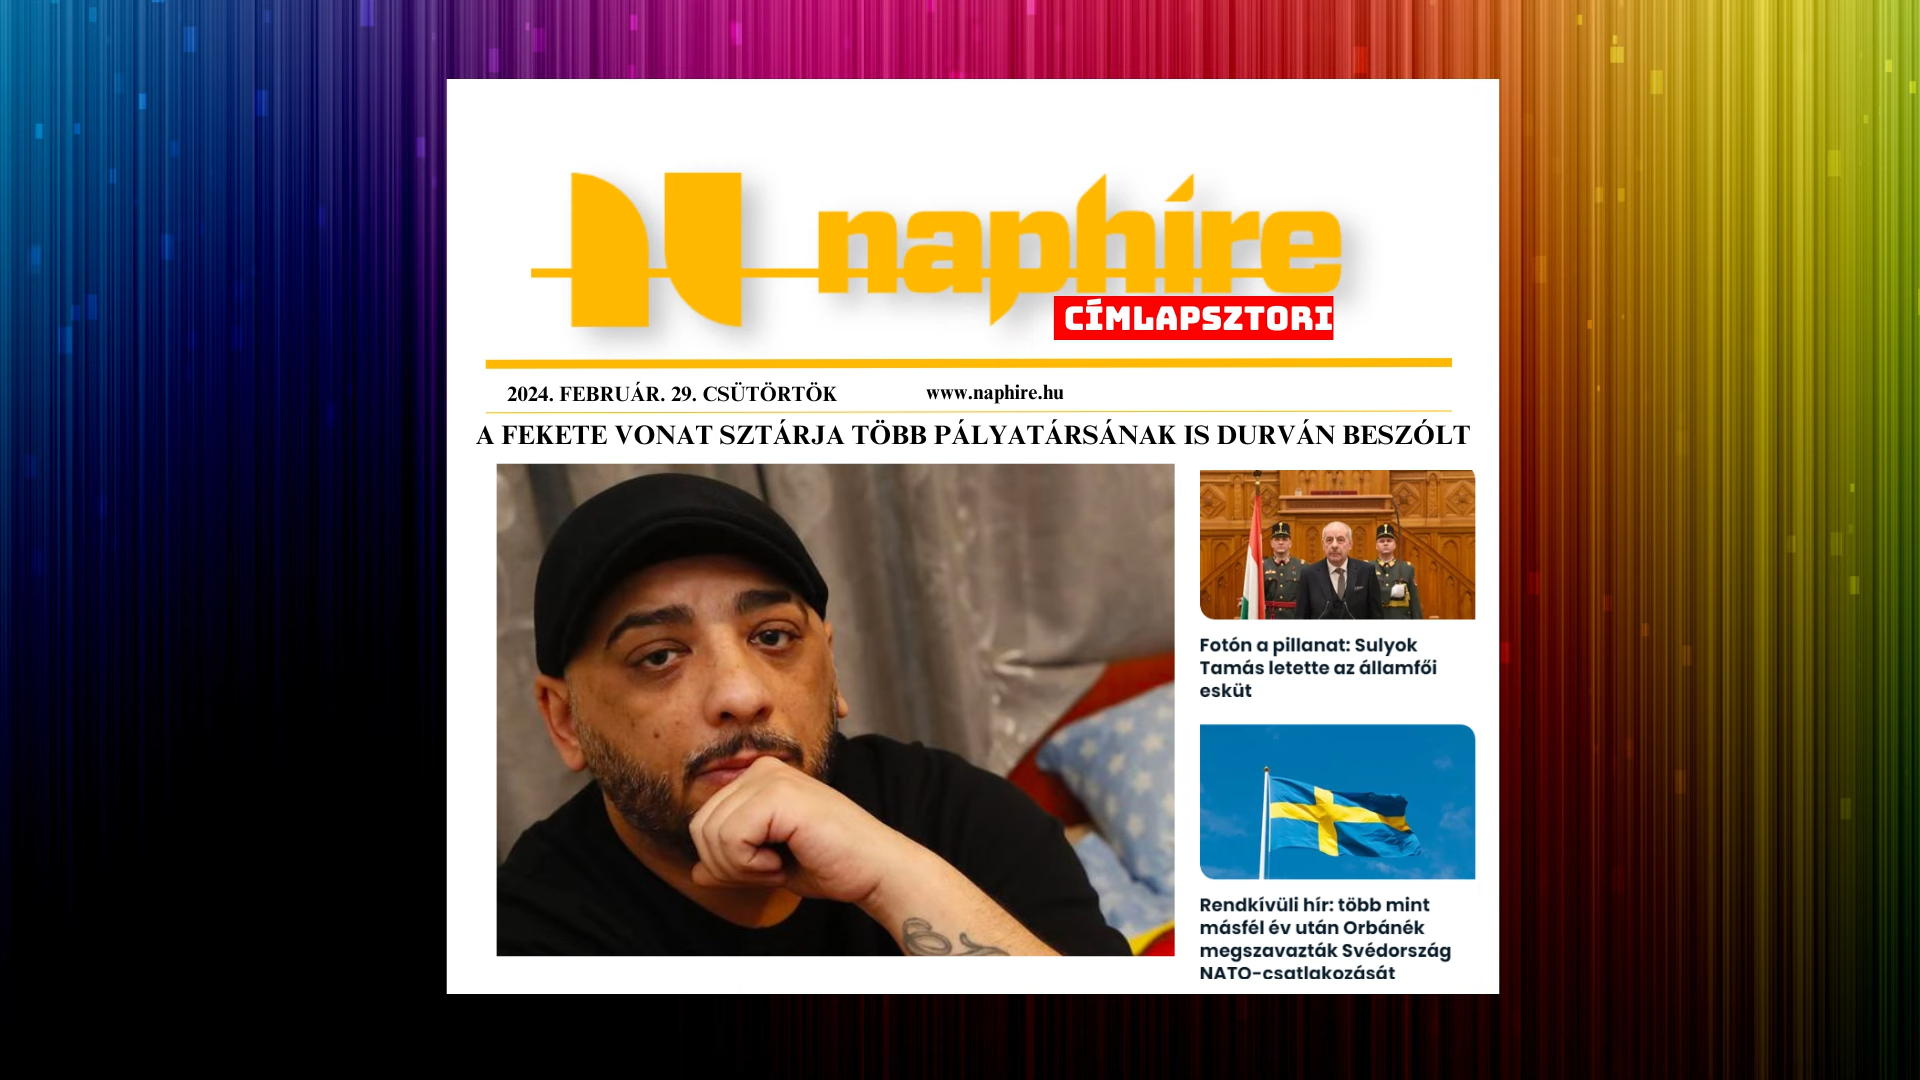 naphíre
CÍMLAPSZTORI
2024. FEBRUÁR. 29. CSÜTÖRTÖK
www.naphire.hu
A FEKETE VONAT SZTÁRJA TÖBB PÁLYATÁRSÁNAK IS DURVÁN BESZÓLT
Fotón a pillanat: Sulyok
Tamás letette az államfői
esküt
Rendkívüli hír: több mint
másfél év után Orbánék
megszavazták Svédország
NATO-csatlakozását